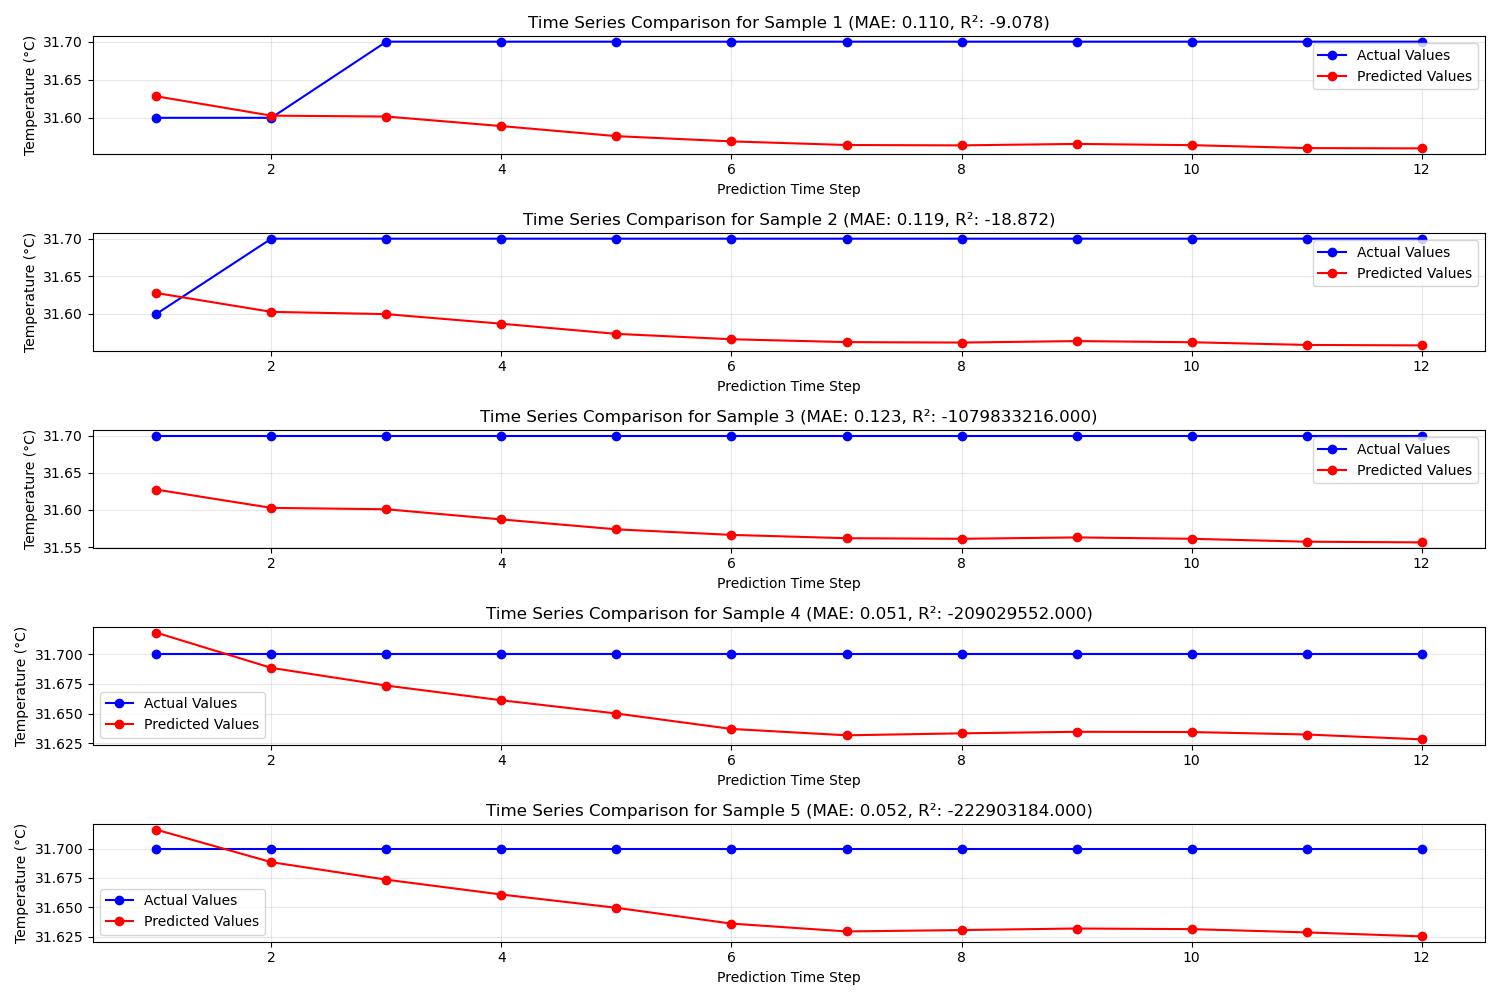 Time Series Comparison for Sample 1 (MAE: 0.110, R²: -9.078)
Temperature (°C)
31.70
31.65
31.60
Actual Values
Predicted Values
2 4 6 8 10 12
Prediction Time Step
Time Series Comparison for Sample 2 (MAE: 0.119, R²: -18.872)
Temperature (°C)
31.70
31.65
31.60
Actual Values
Predicted Values
2 4 6 8 10 12
Prediction Time Step
Time Series Comparison for Sample 3 (MAE: 0.123, R²: -1079833216.000)
Temperature (°C)
31.70
31.65
31.60
31.55
Actual Values
Predicted Values
2 4 6 8 10 12
Prediction Time Step
Time Series Comparison for Sample 4 (MAE: 0.051, R²: -209029552.000)
Temperature (°C)
31.700
31.675
31.650
31.625
Actual Values
Predicted Values
2 4 6 8 10 12
Prediction Time Step
Time Series Comparison for Sample 5 (MAE: 0.052, R²: -222903184.000)
Temperature (°C)
31.700
31.675
31.650
31.625
Actual Values
Predicted Values
2 4 6 8 10 12
Prediction Time Step